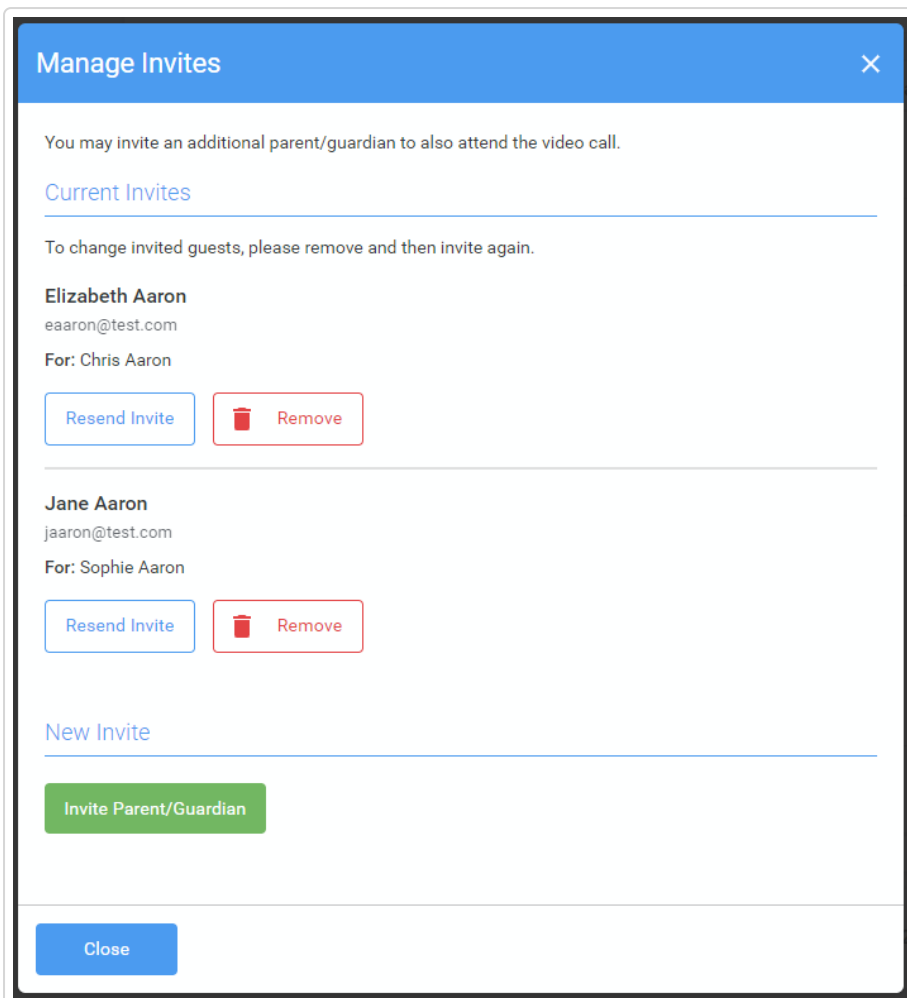 Manage Invites
You may invite an additional parent/guardian to also attend the video call.
Current Invites
To change invited guests, please remove and then invite again.
Elizabeth Aaron
eaaron@test.com
For: Chris Aaron
Resend Invite Remove
Jane Aaron
jaaron@test.com
For: Sophie Aaron
Resend Invite Remove
New Invite
Invite Parent/Guardian
Close